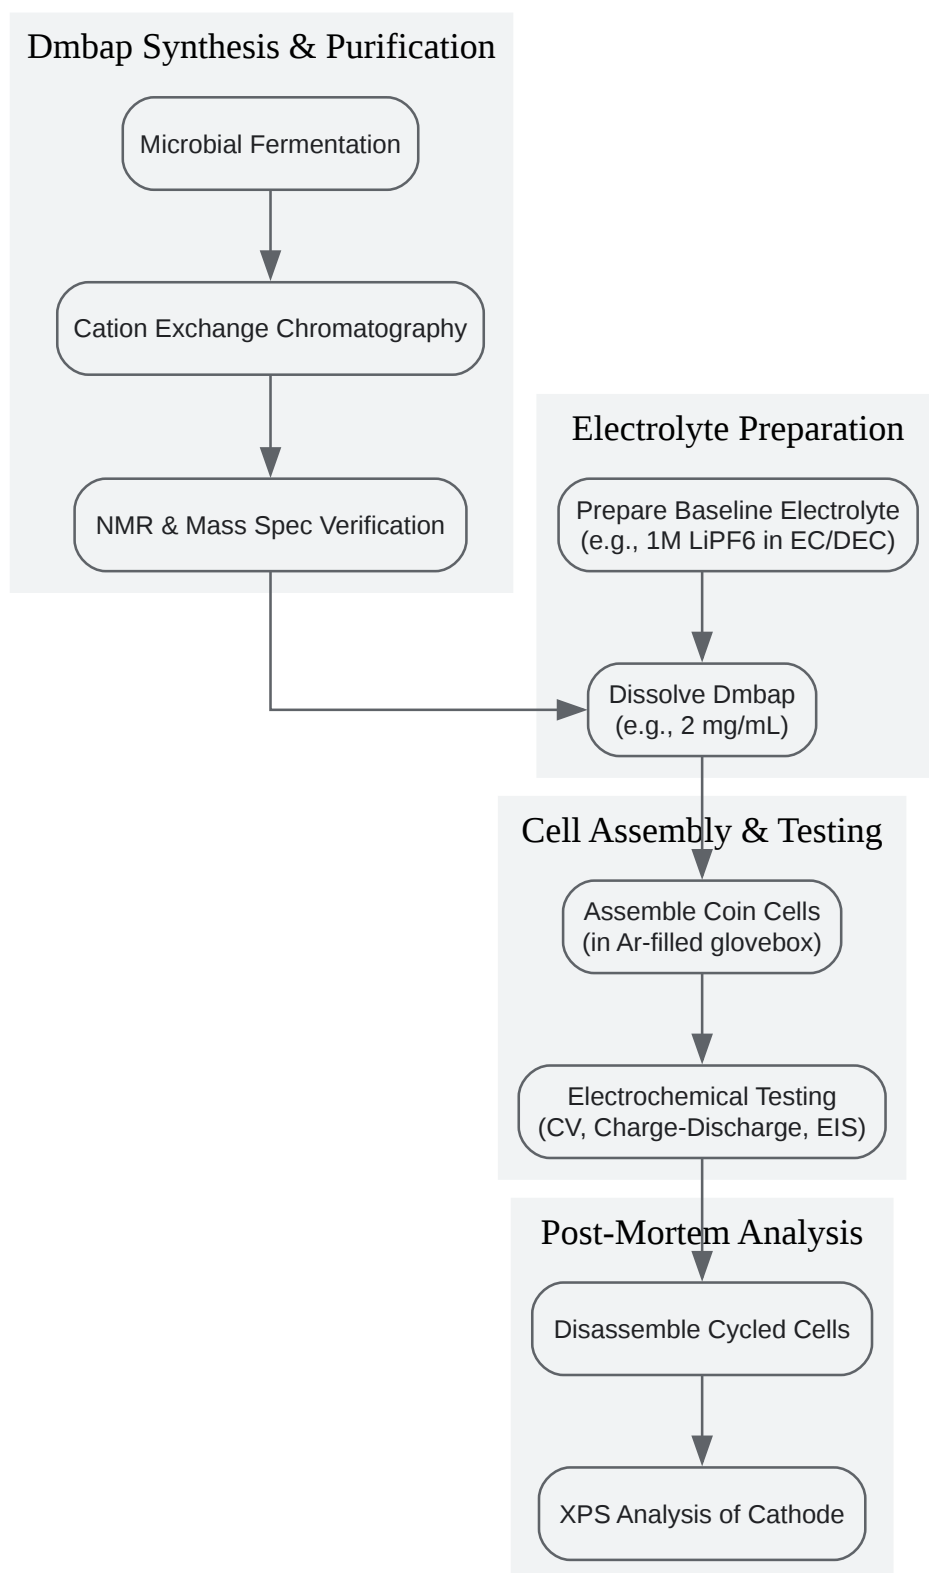 Dmbap Synthesis & Purification
Microbial Fermentation
Cation Exchange Chromatography
NMR & Mass Spec Verification
Electrolyte Preparation
Prepare Baseline Electrolyte
(e.g., 1M LiPF6 in EC/DEC)
Dissolve Dmbap
(e.g., 2 mg/mL)
Cell Assembly & Testing
Assemble Coin Cells
(in Ar-filled glovebox)
Electrochemical Testing
(CV, Charge-Discharge, EIS)
Post-Mortem Analysis
Disassemble Cycled Cells
XPS Analysis of Cathode